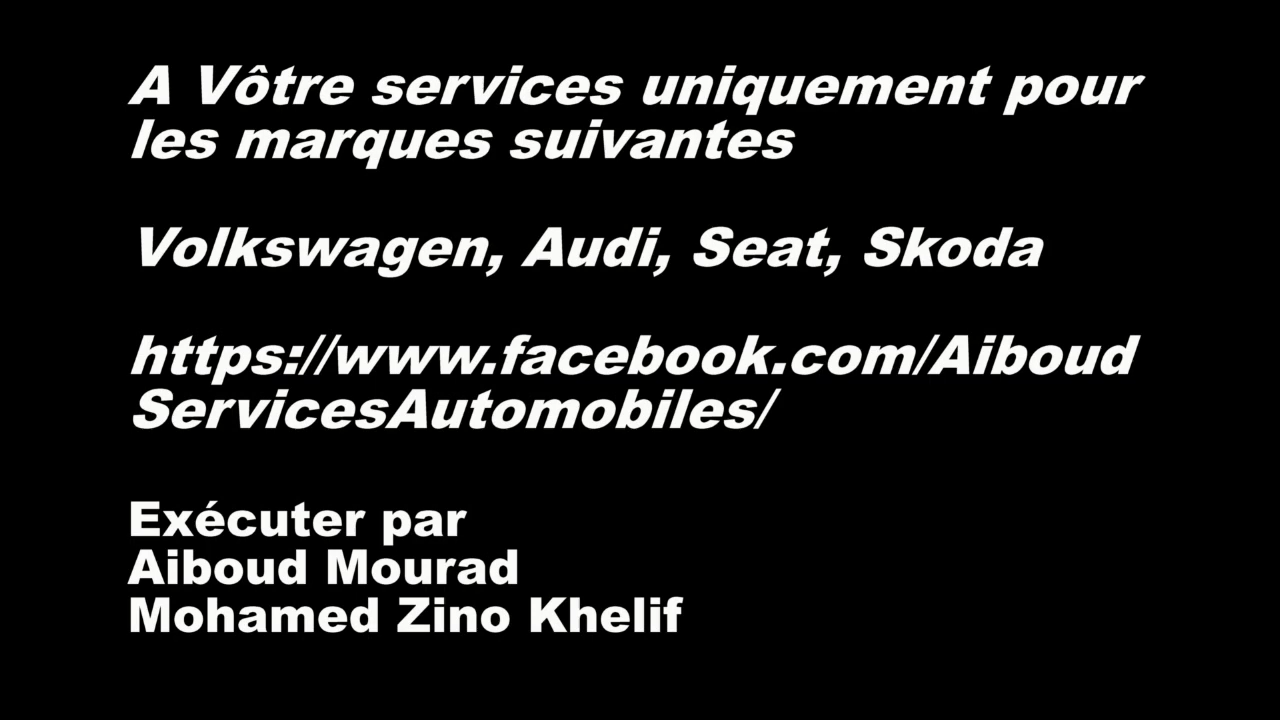 A Vôtre services uniquement pour
les marques suivantes
Volkswagen, Audi, Seat, Skoda
https://www.facebook.com/Aiboud
ServicesAutomobiles/
Exécuter par
Aiboud Mourad
Mohamed Zino Khelif